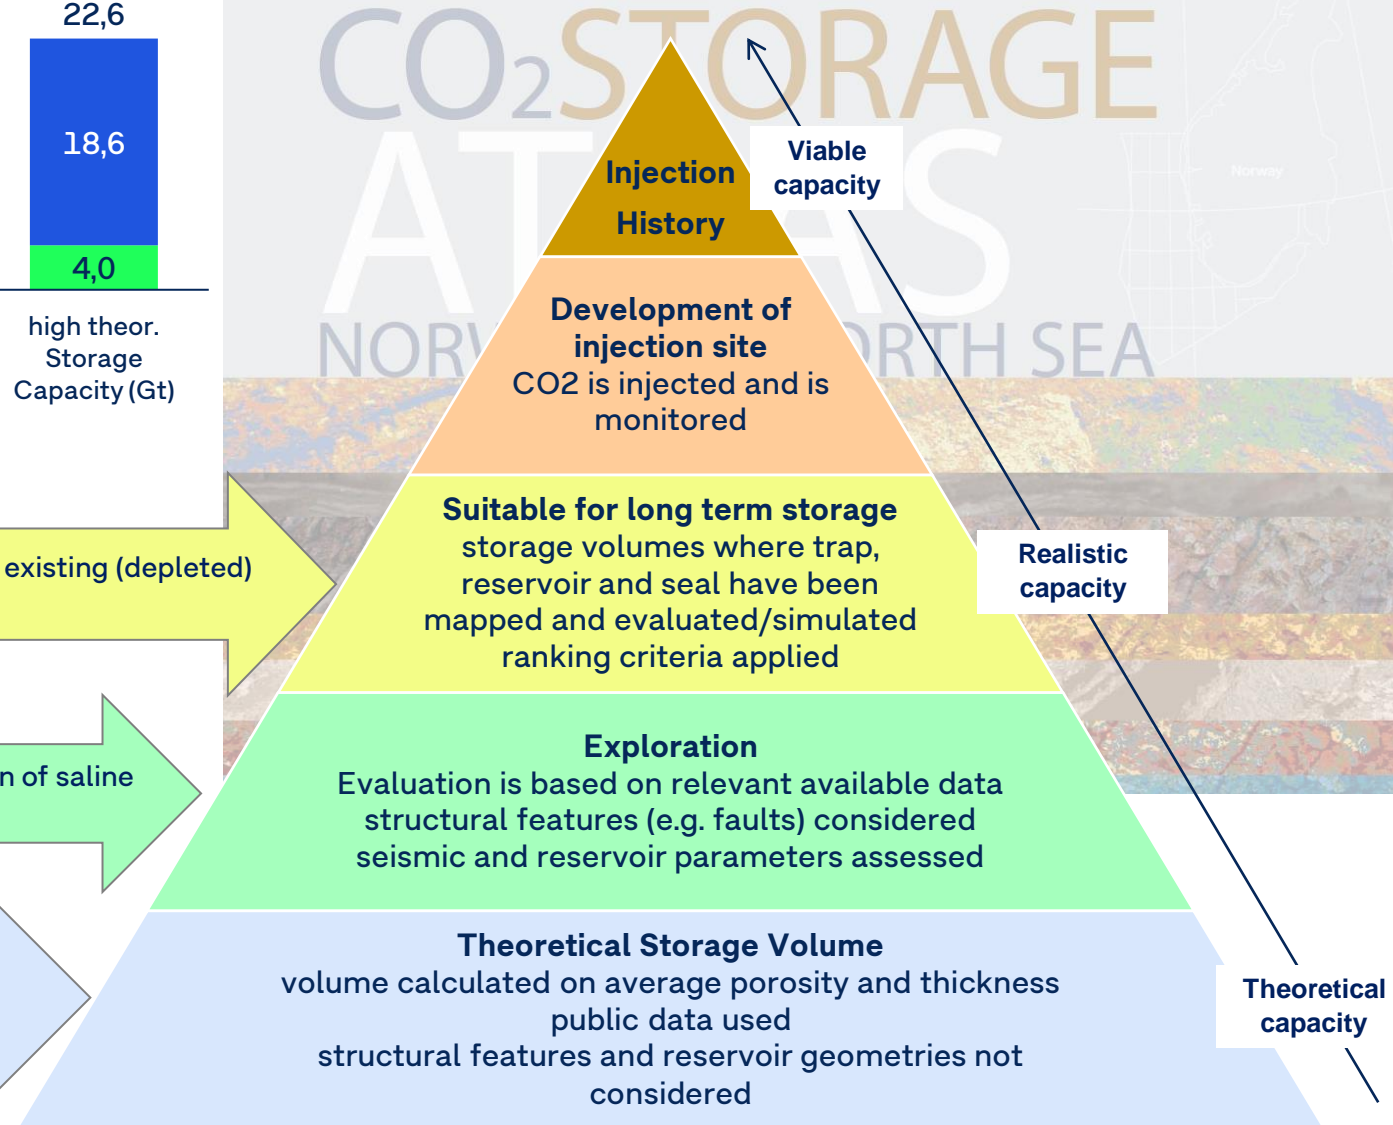 22,6
18,6
4,0
high theor.
Storage
Capacity (Gt)
CO2STORAGE
NORTH SEA
Norway
Viable
capacity
Injection
History
Development of
injection site
CO2 is injected and is
monitored
existing (depleted)
Suitable for long term storage
storage volumes where trap,
reservoir and seal have been
mapped and evaluated/simulated
ranking criteria applied
Realistic
capacity
n of saline
Exploration
Evaluation is based on relevant available data
structural features (e.g. faults) considered
seismic and reservoir parameters assessed
Theoretical Storage Volume
volume calculated on average porosity and thickness
public data used
structural features and reservoir geometries not
considered
Theoretical
capacity